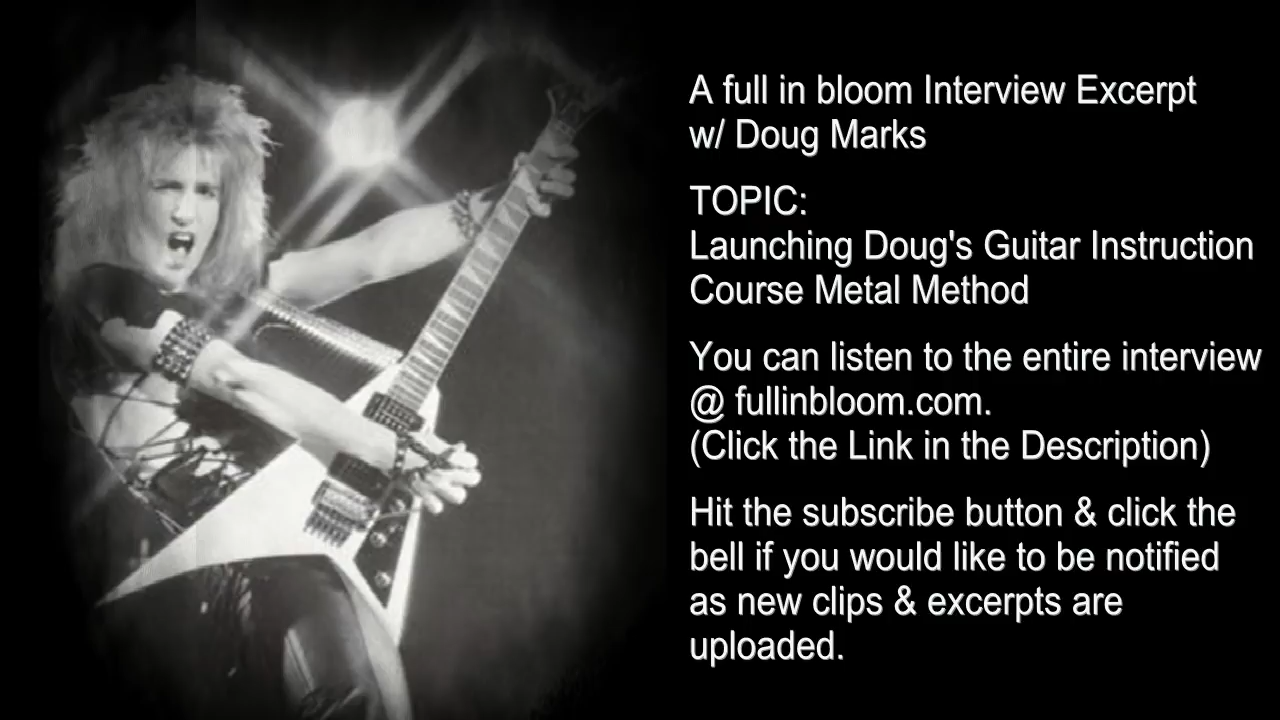 A full in bloom Interview Excerpt
w/ Doug Marks
TOPIC:
Launching Doug's Guitar Instruction
Course Metal Method
You can listen to the entire interview
@ fullinbloom.com.
(Click the Link in the Description)
Hit the subscribe button & click the
bell if you would like to be notified
as new clips & excerpts are
uploaded.